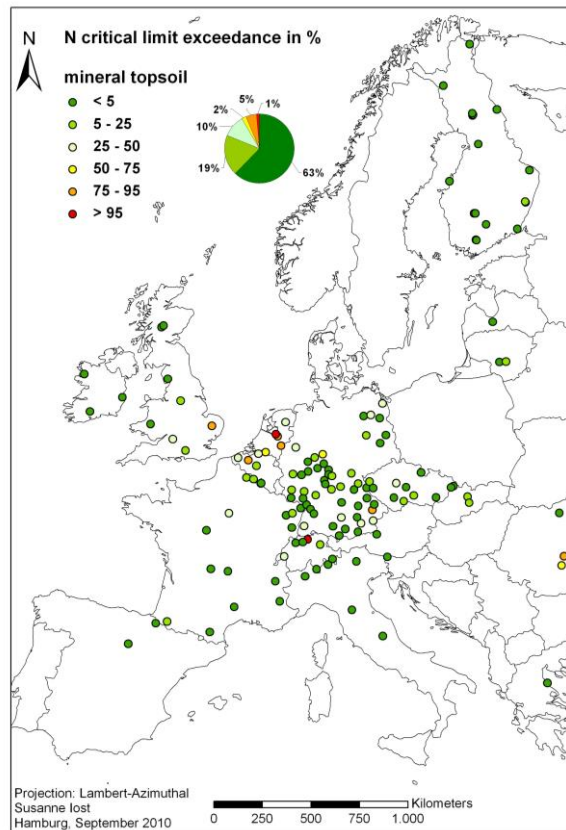 N
N critical limit exceedance in %
mineral topsoil
< 5
5 - 25
25 - 50
50 - 75
75 - 95
> 95
5%
1%
2%
10%
19%
63%
Projection: Lambert-Azimuthal
Susanne Iost
Hamburg, September 2010
Kilometers
0 250 500 750 1.000